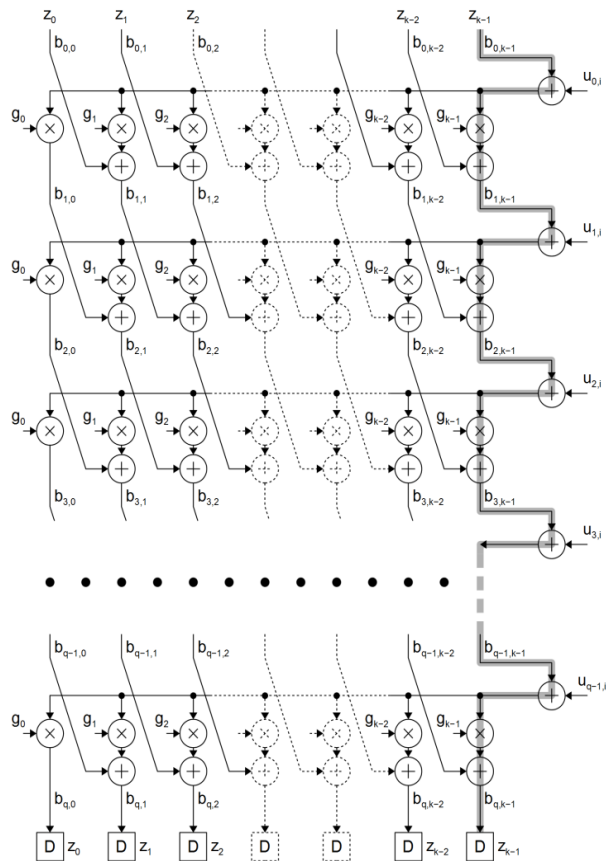 z0 z1 z2 zk−2 zk−1
b0,0 b0,1 b0,2 b0,k−2 b0,k−1
u0,i
g0 g1 g2 gk−2 gk−1
b1,0 b1,1 b1,2 b1,k−2 b1,k−1
u1,i
g0 g1 g2 gk−2 gk−1
b2,0 b2,1 b2,2 b2,k−2 b2,k−1
u2,i
g0 g1 g2 gk−2 gk−1
b3,0 b3,1 b3,2 b3,k−2 b3,k−1
u3,i
bq−1,0 bq−1,1 bq−1,2 bq−1,k−2 bq−1,k−1
uq−1,i
g0 g1 g2 gk−2 gk−1
bq,0 bq,1 bq,2 bq,k−2 bq,k−1
D z0 D z1 D z2 D D D zk−2 D zk−1